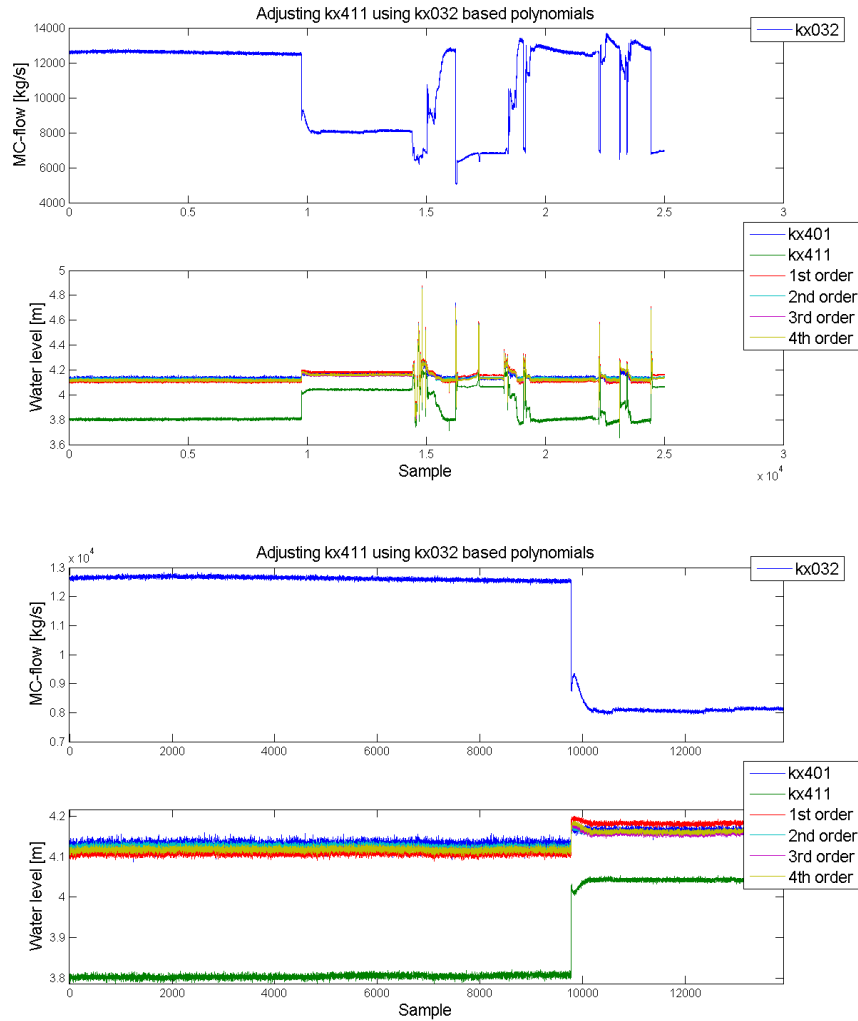 Adjusting kx411 using kx032 based polynomials
kx032
MC-flow [kg/s]
14000
12000
10000
8000
6000
4000
0 0.5 1 1.5 2 2.5 3
kx401
kx411
1st order
2nd order
3rd order
4th order
Water level [m]
5
4.8
4.6
4.4
4.2
4
3.8
3.6
0 0.5 1 1.5 2 2.5 3
Sample
x 10^4
Adjusting kx411 using kx032 based polynomials
x 10^4
kx032
MC-flow [kg/s]
1.3
1.2
1.1
1
0.9
0.8
0.7
0 2000 4000 6000 8000 10000 12000
kx401
kx411
1st order
2nd order
3rd order
4th order
Water level [m]
4.2
4.1
4
3.9
3.8
0 2000 4000 6000 8000 10000 12000
Sample